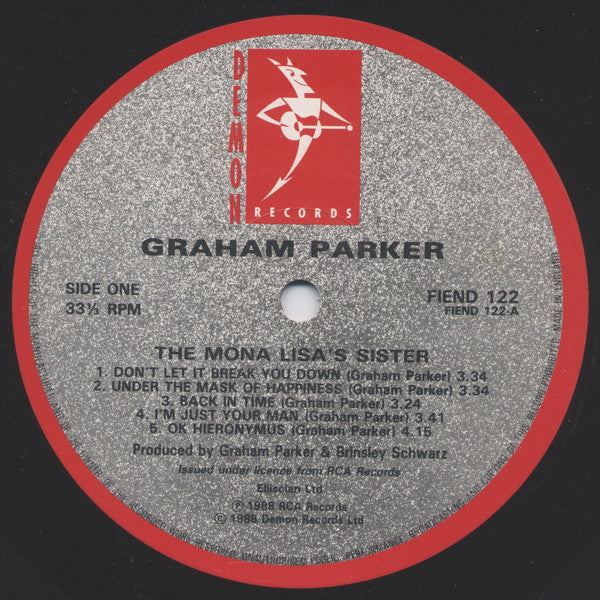 DEMON
RECORDS
GRAHAM PARKER
SIDE ONE
33⅓ RPM
FIEND 122
FIEND 122-A
THE MONA LISA'S SISTER
1. DON'T LET IT BREAK YOU DOWN (Graham Parker) 3.34
2. UNDER THE MASK OF HAPPINESS (Graham Parker) 3.34
3. BACK IN TIME (Graham Parker) 3.24
4. I'M JUST YOUR MAN (Graham Parker) 3.41
5. OK HIERONYMUS (Graham Parker) 4.15
Produced by Graham Parker & Brinsley Schwarz
Issued under licence from RCA Records
Ellisclan Ltd
Ⓟ 1988 RCA Records
© 1988 Demon Records Ltd
UNAUTHORISED PUBLIC PERFORMANCE
MADE IN ENGLAND